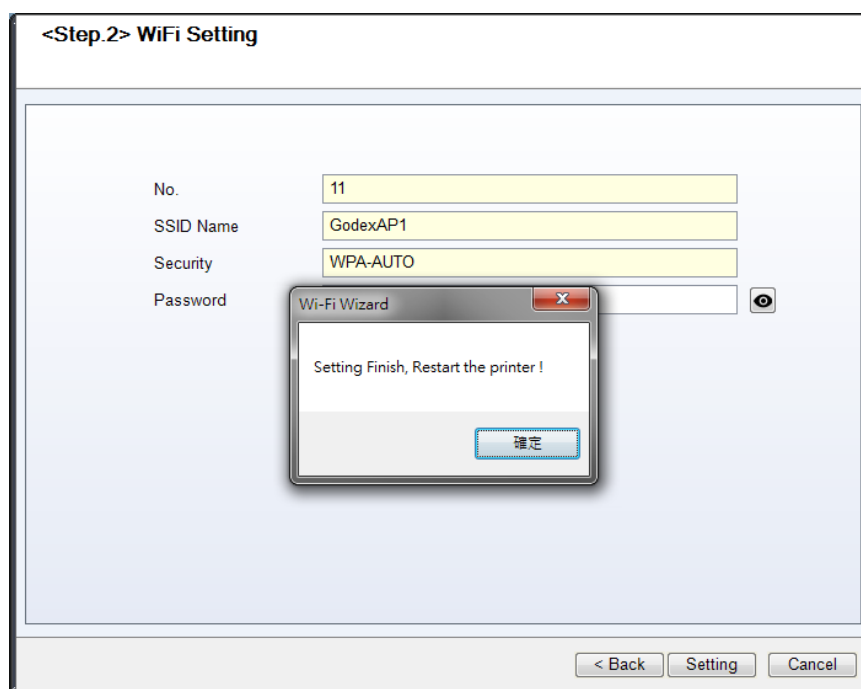 <Step.2> WiFi Setting
No. 11
SSID Name GodexAP1
Security WPA-AUTO
Password
Wi-Fi Wizard
Setting Finish, Restart the printer !
確定
< Back Setting Cancel